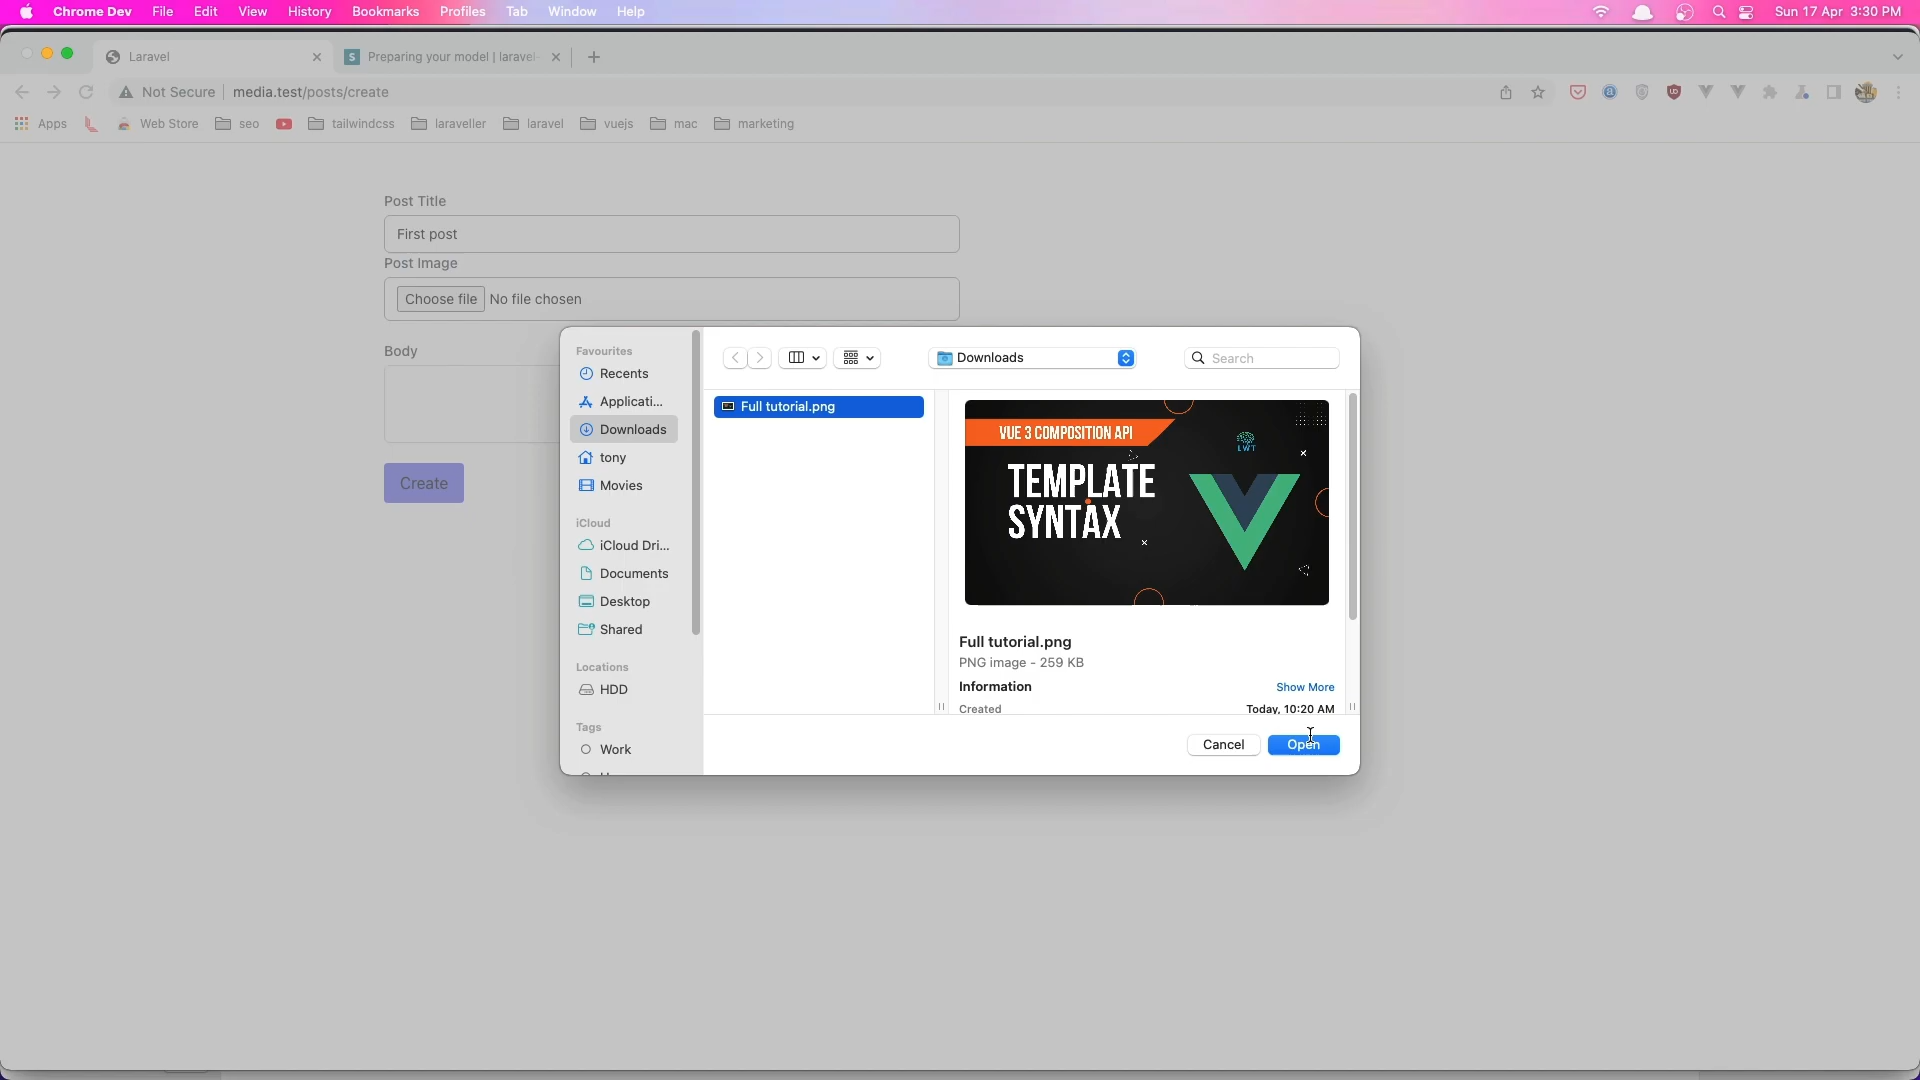 Chrome Dev File Edit View History Bookmarks Profiles Tab Window Help Sun 17 Apr 3:30 PM
Laravel Preparing your model | laravel-
Not Secure media.test/posts/create
Apps Web Store seo tailwindcss laraveller laravel vuejs mac marketing
Post Title
First post
Post Image
Choose file No file chosen
Body
Create
Favourites
Recents
Applicati...
Downloads
tony
Movies
iCloud
iCloud Dri...
Documents
Desktop
Shared
Locations
HDD
Tags
Work
Downloads
Search
Full tutorial.png
VUE 3 COMPOSITION API
LWT
TEMPLATE
SYNTAX
Full tutorial.png
PNG image - 259 KB
Information Show More
Created Today, 10:20 AM
Cancel Open